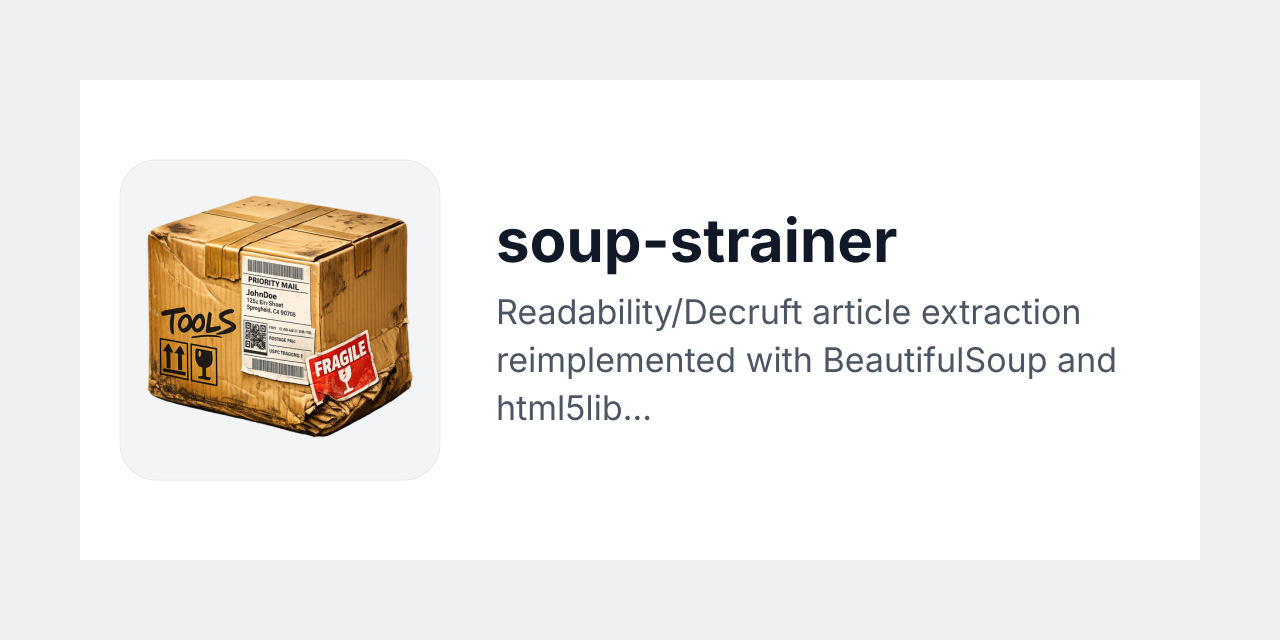 soup-strainer
Readability/Decruft article extraction
reimplemented with BeautifulSoup and
html5lib...
TOOLS
PRIORITY MAIL
JohnDoe
FRAGILE